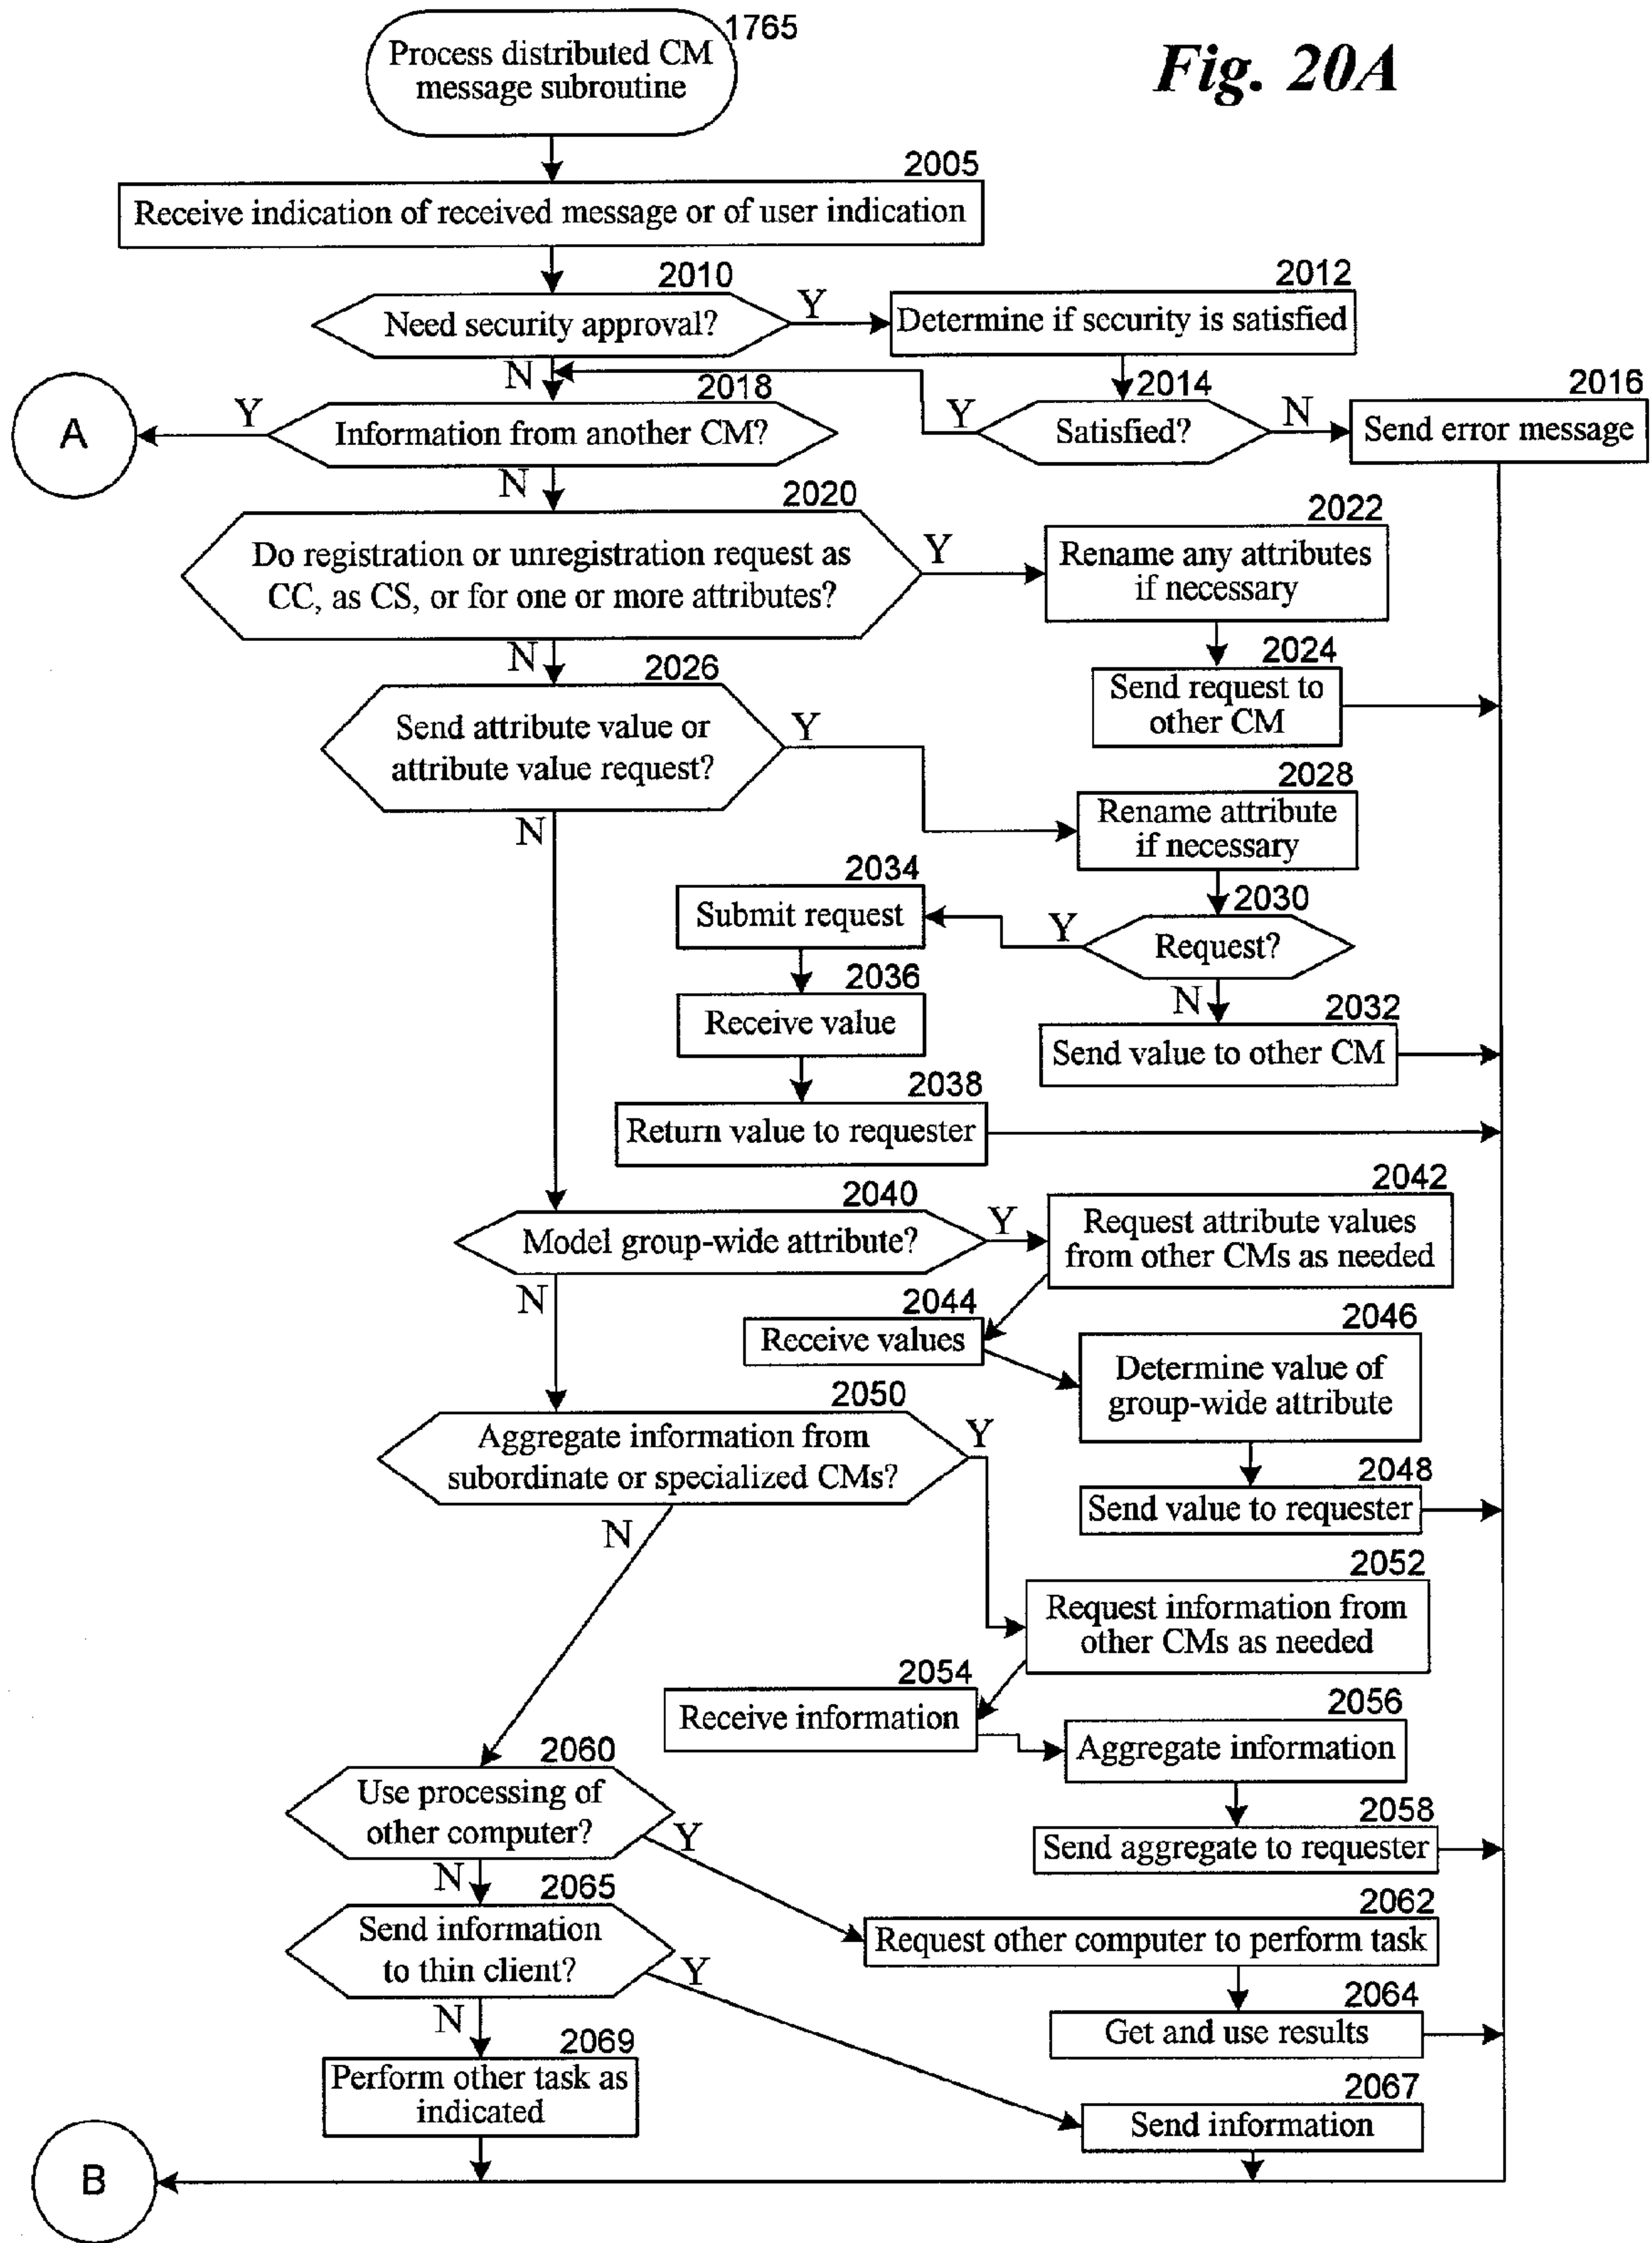 1765
Process distributed CM
message subroutine
Fig. 20A
2005
Receive indication of received message or of user indication
2010
Need security approval?
Y
2012
Determine if security is satisfied
N
2018
Information from another CM?
Y
A
2014
Satisfied?
Y
N
2016
Send error message
N
2020
Do registration or unregistration request as
CC, as CS, or for one or more attributes?
Y
2022
Rename any attributes
if necessary
2024
Send request to
other CM
N
2026
Send attribute value or
attribute value request?
Y
2028
Rename attribute
if necessary
2030
Request?
Y
2034
Submit request
2036
Receive value
N
2032
Send value to other CM
2038
Return value to requester
N
2040
Model group-wide attribute?
Y
2042
Request attribute values
from other CMs as needed
2044
Receive values
2046
Determine value of
group-wide attribute
2048
Send value to requester
N
2050
Aggregate information from
subordinate or specialized CMs?
Y
2052
Request information from
other CMs as needed
2054
Receive information
2056
Aggregate information
2058
Send aggregate to requester
N
2060
Use processing of
other computer?
Y
2062
Request other computer to perform task
2064
Get and use results
N
2065
Send information
to thin client?
Y
2067
Send information
N
2069
Perform other task as
indicated
B